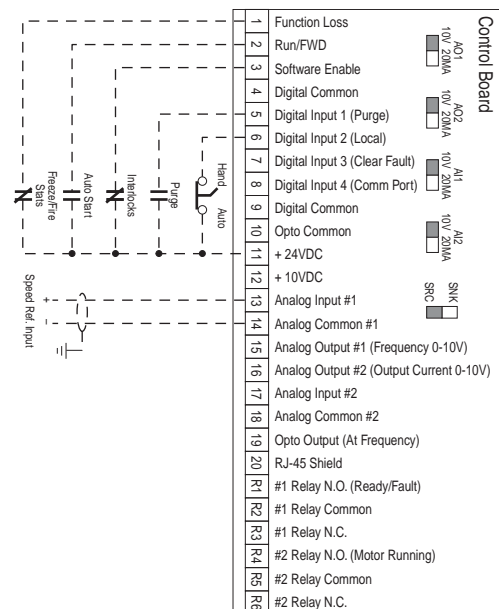 Control Board
1 Function Loss
2 Run/FWD
3 Software Enable
4 Digital Common
5 Digital Input 1 (Purge)
6 Digital Input 2 (Local)
7 Digital Input 3 (Clear Fault)
8 Digital Input 4 (Comm Port)
9 Digital Common
10 Opto Common
11 + 24VDC
12 + 10VDC
13 Analog Input #1
14 Analog Common #1
15 Analog Output #1 (Frequency 0-10V)
16 Analog Output #2 (Output Current 0-10V)
17 Analog Input #2
18 Analog Common #2
19 Opto Output (At Frequency)
20 RJ-45 Shield
R1 #1 Relay N.O. (Ready/Fault)
R2 #1 Relay Common
R3 #1 Relay N.C.
R4 #2 Relay N.O. (Motor Running)
R5 #2 Relay Common
R6 #2 Relay N.C.
AO1
10V 20MA
AO2
10V 20MA
AI1
10V 20MA
AI2
10V 20MA
SNK
SRC
Hand
Auto
Purge
Interlocks
Auto Start
Freeze/Fire
Stats
+
-
Speed Ref. Input